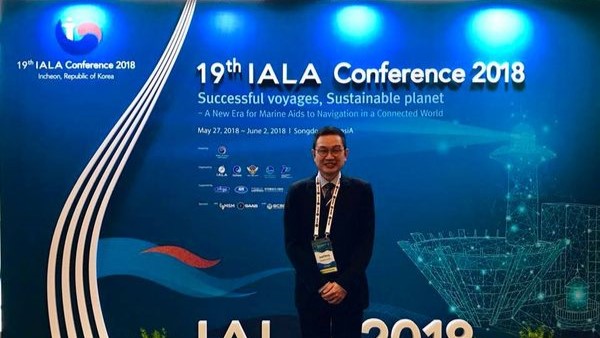 19th IALA Conference 2018
Incheon, Republic of Korea
19th IALA Conference 2018
Successful voyages, Sustainable planet
– A New Era for Marine Aids to Navigation in a Connected World
May 27, 2018 – June 2, 2018 | Songdo
IALA
IALA 2018